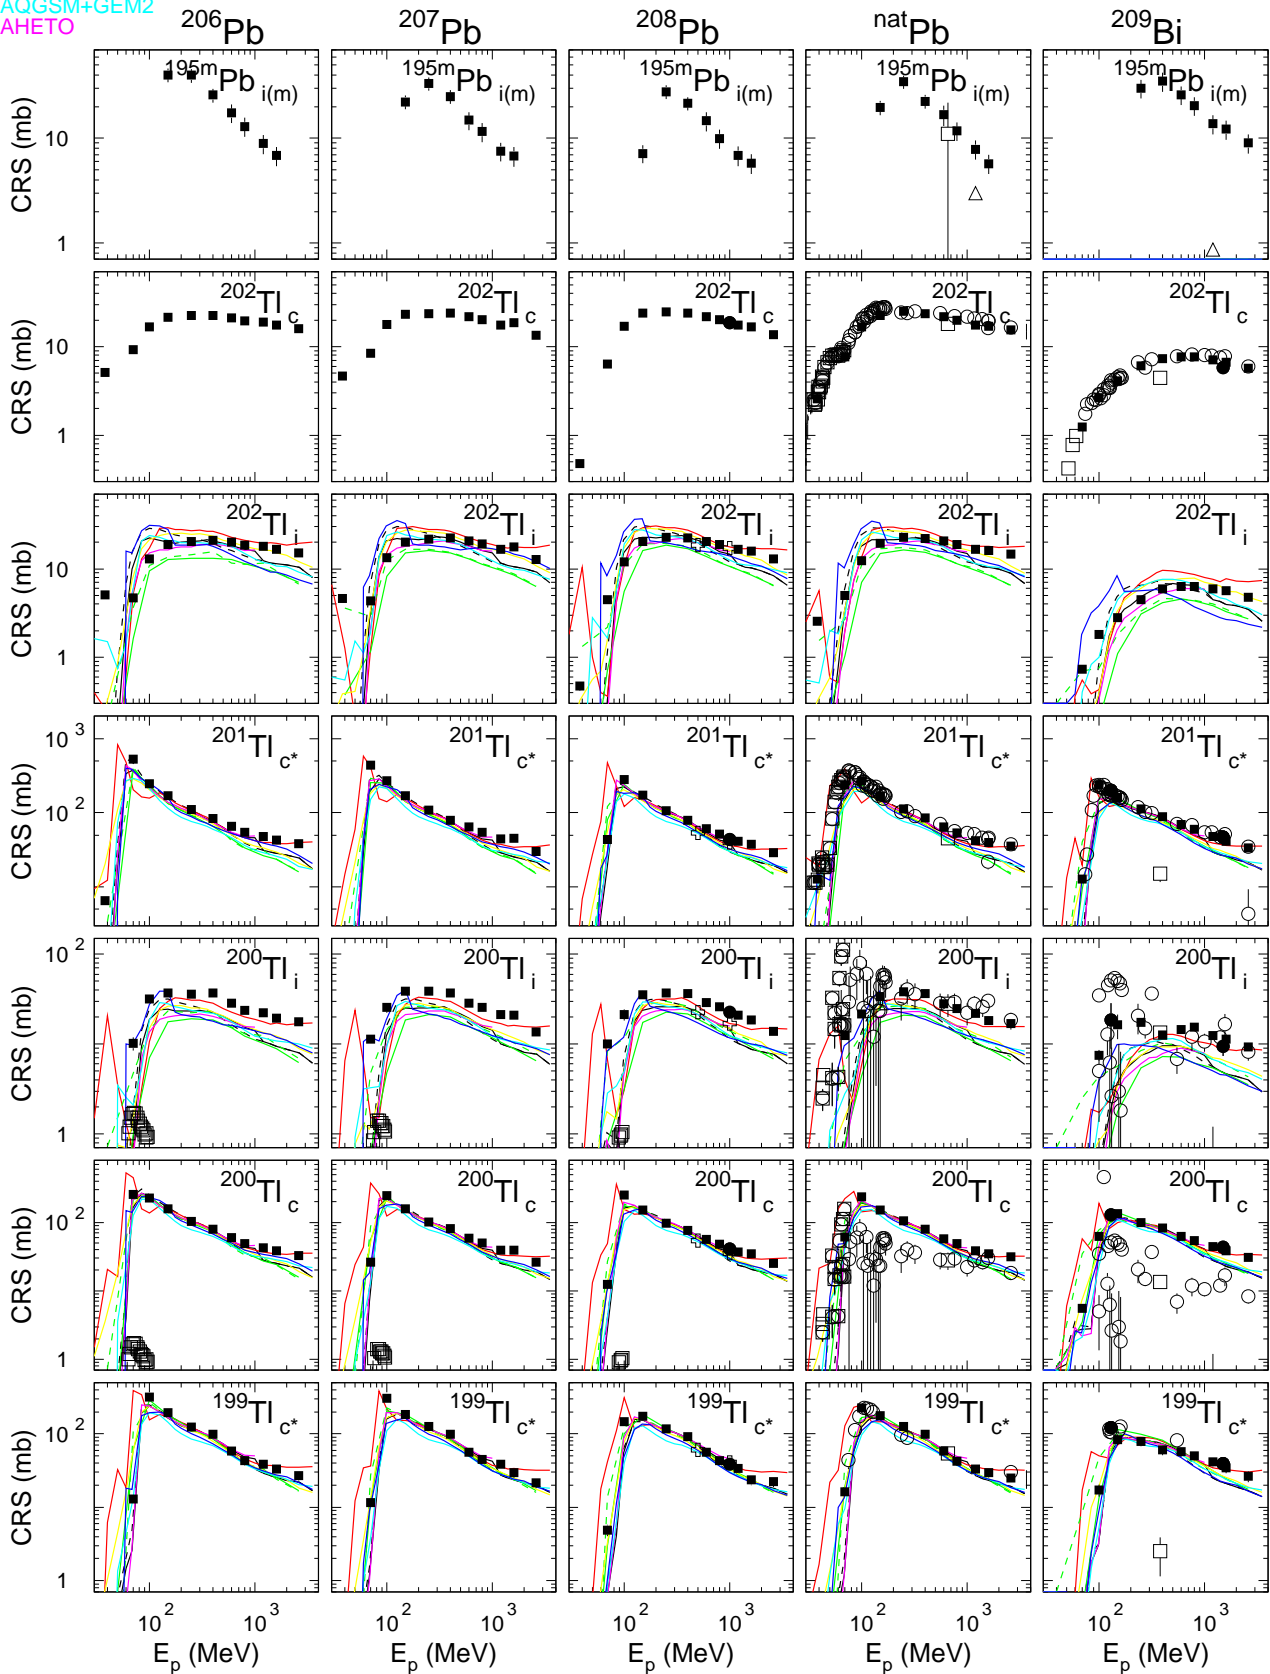 AQGSM+GEM2
AHETO
206Pb 207Pb 208Pb natPb 209Bi
195mPb i(m) 195mPb i(m) 195mPb i(m) 195mPb i(m) 195mPb i(m)
CRS (mb)
10
1
202Tl c 202Tl c 202Tl c 202Tl c 202Tl c
CRS (mb)
10
1
202Tl i 202Tl i 202Tl i 202Tl i 202Tl i
CRS (mb)
10
1
201Tl c* 201Tl c* 201Tl c* 201Tl c* 201Tl c*
CRS (mb)
10 3
10 2
200Tl i 200Tl i 200Tl i 200Tl i 200Tl i
CRS (mb)
10 2
10
1
200Tl c 200Tl c 200Tl c 200Tl c 200Tl c
CRS (mb)
10 2
10
1
199Tl c* 199Tl c* 199Tl c* 199Tl c* 199Tl c*
CRS (mb)
10 2
10
1
10 2 10 3 10 2 10 3 10 2 10 3 10 2 10 3 10 2 10 3
Ep (MeV) Ep (MeV) Ep (MeV) Ep (MeV) Ep (MeV)